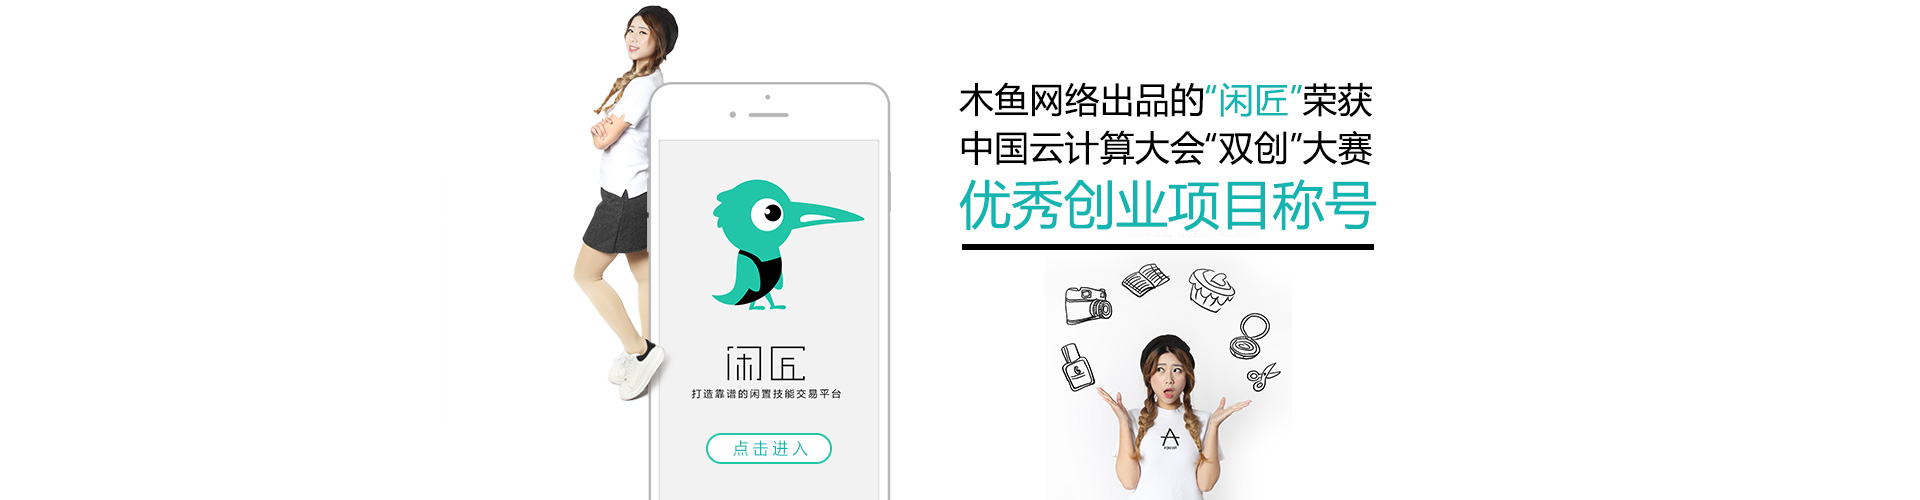 木鱼网络出品的“闲匠”荣获
中国云计算大会“双创”大赛
优秀创业项目称号
闲匠
打造靠谱的闲置技能交易平台
点击进入
A